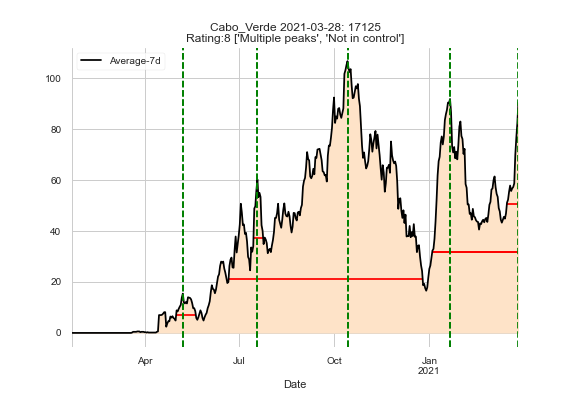 Cabo_Verde 2021-03-28: 17125
Rating:8 ['Multiple peaks', 'Not in control']
Average-7d
100
80
60
40
20
0
Apr Jul Oct Jan
2021
Date